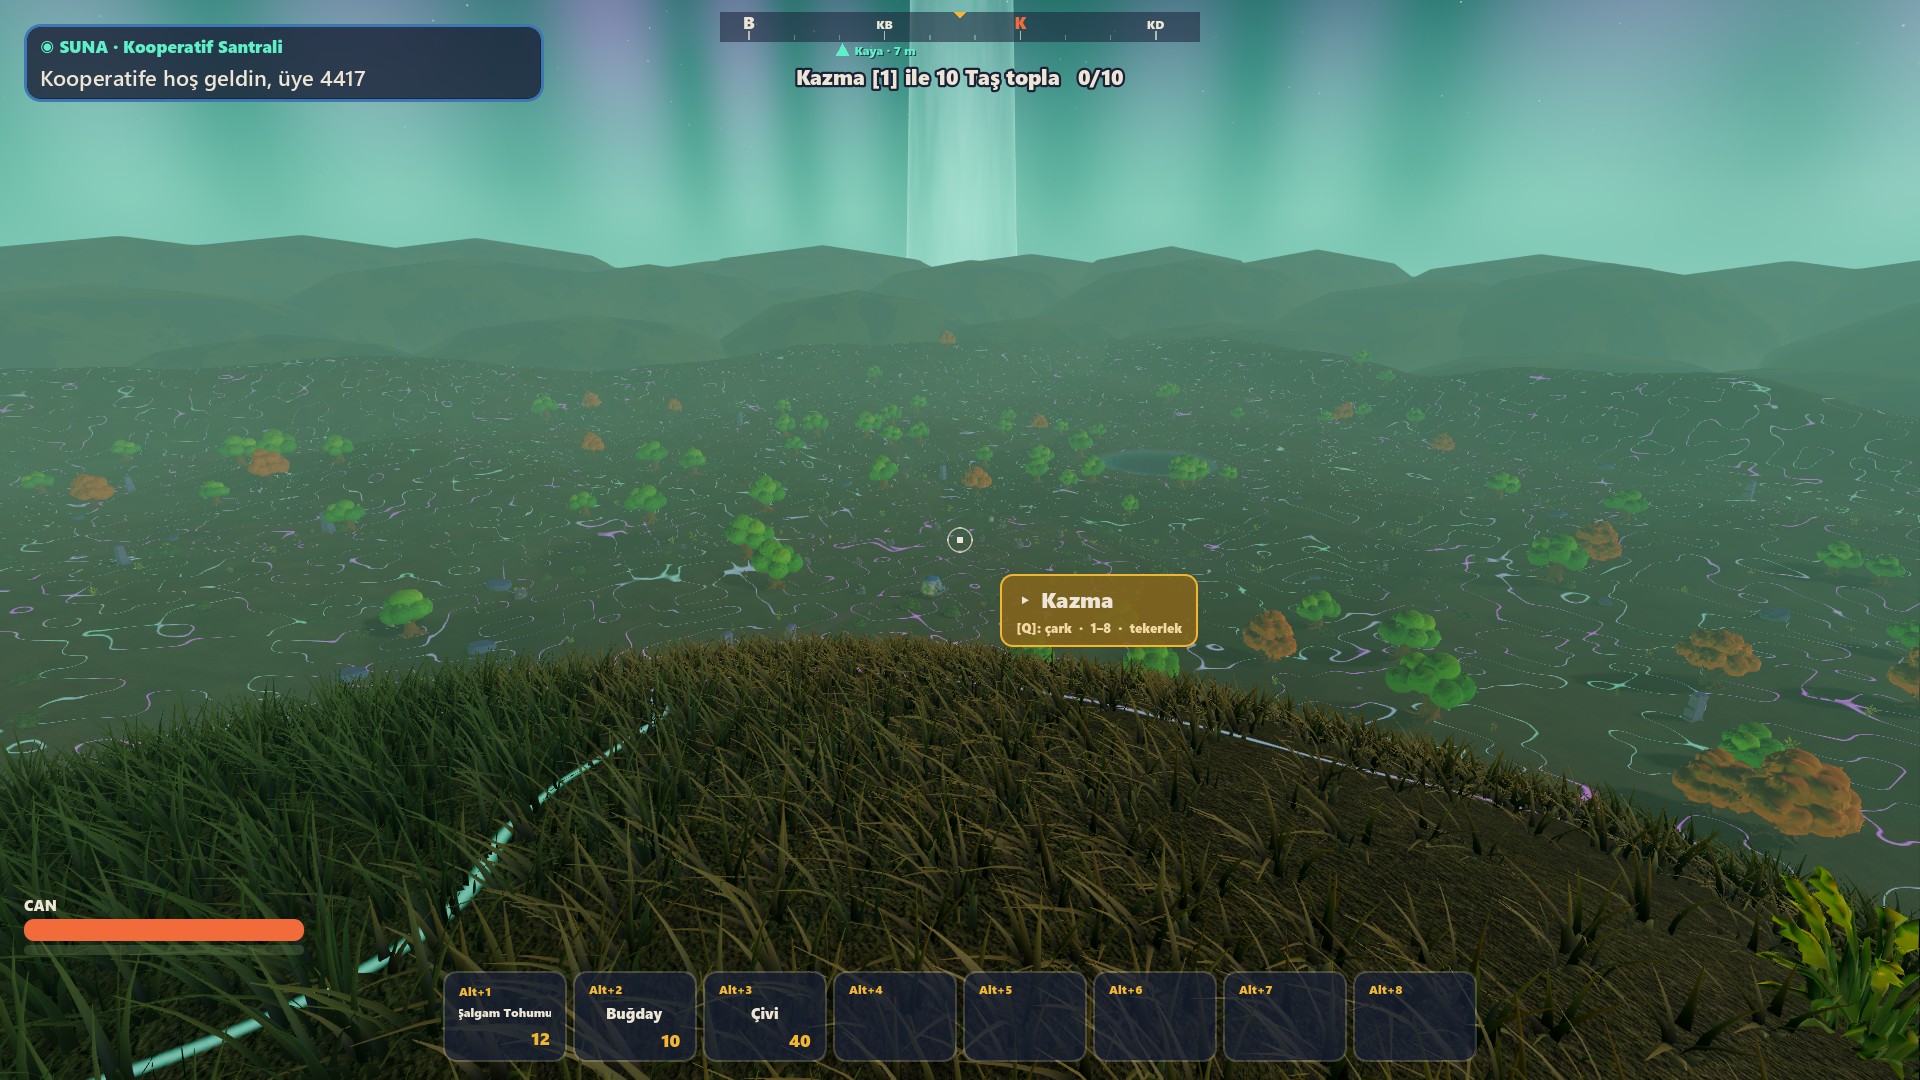 SUNA · Kooperatif Santrali
Kooperatife hoş geldin, üye 4417
B KB K KD
Kaya · 7 m
Kazma [1] ile 10 Taş topla 0/10
Kazma
[Q]: çark · 1–8 · tekerlek
CAN
Alt+1 Alt+2 Alt+3 Alt+4 Alt+5 Alt+6 Alt+7 Alt+8
Şalgam Tohumu Buğday Çivi
12 10 40